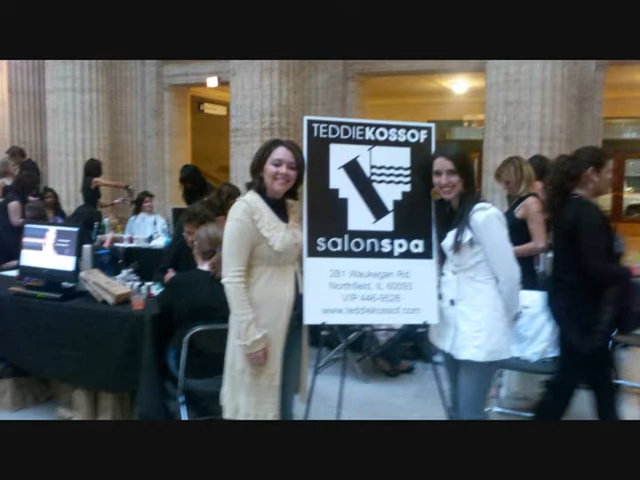 TEDDIEKOSSOF
salonspa
281 Waukegan Rd.
Northfield, IL 60093
VIP 446-9526
www.teddiekossof.com